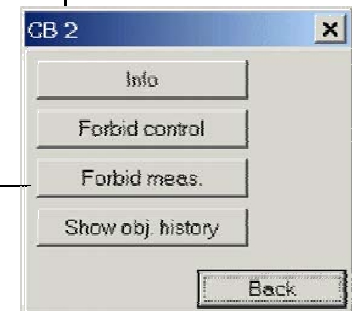 CB 2
Info
Forbid control
Forbid meas.
Show obj. history
Back